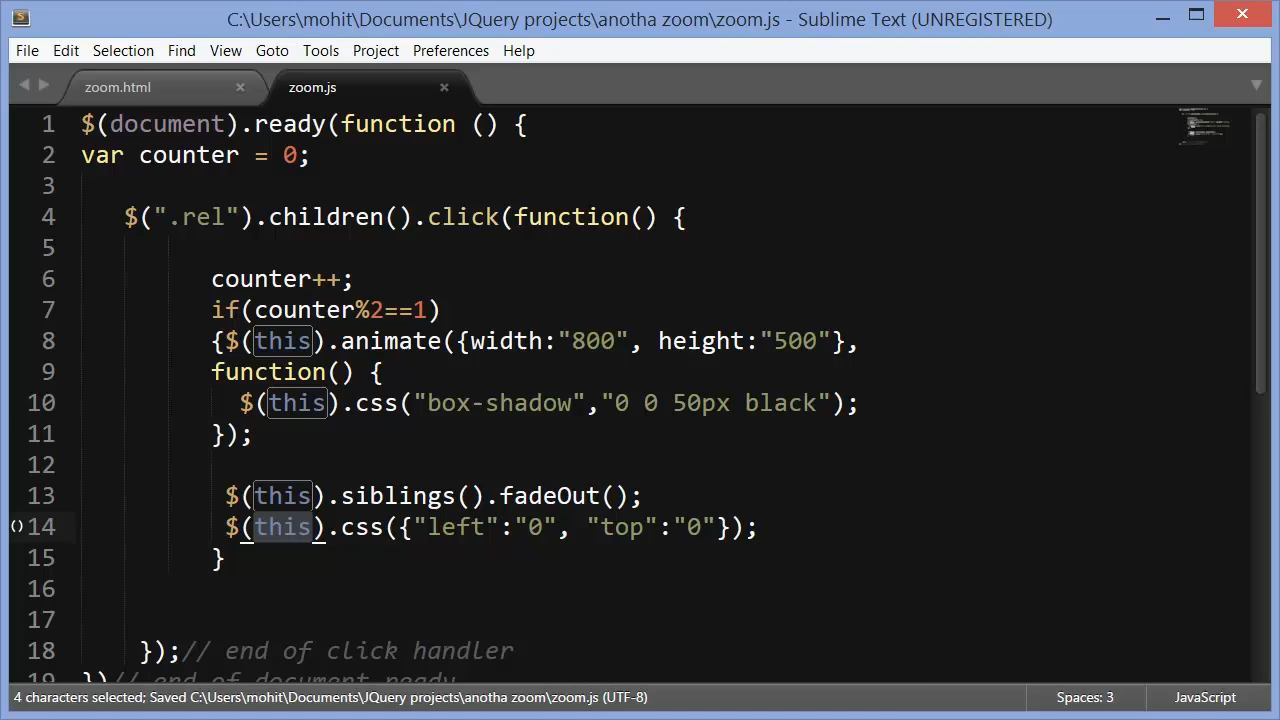 C:\Users\mohit\Documents\JQuery projects\anotha zoom\zoom.js - Sublime Text (UNREGISTERED)
File Edit Selection Find View Goto Tools Project Preferences Help
zoom.html × zoom.js ×
1 $(document).ready(function () {
2 var counter = 0;
3
4 $(".rel").children().click(function() {
5
6 counter++;
7 if(counter%2==1)
8 {$(this).animate({width:"800", height:"500"},
9 function() {
10 $(this).css("box-shadow","0 0 50px black");
11 });
12
13 $(this).siblings().fadeOut();
14 $(this).css({"left":"0", "top":"0"});
15 }
16
17
18 });// end of click handler
19 })// end of document ready
4 characters selected; Saved C:\Users\mohit\Documents\JQuery projects\anotha zoom\zoom.js (UTF-8) Spaces: 3 JavaScript